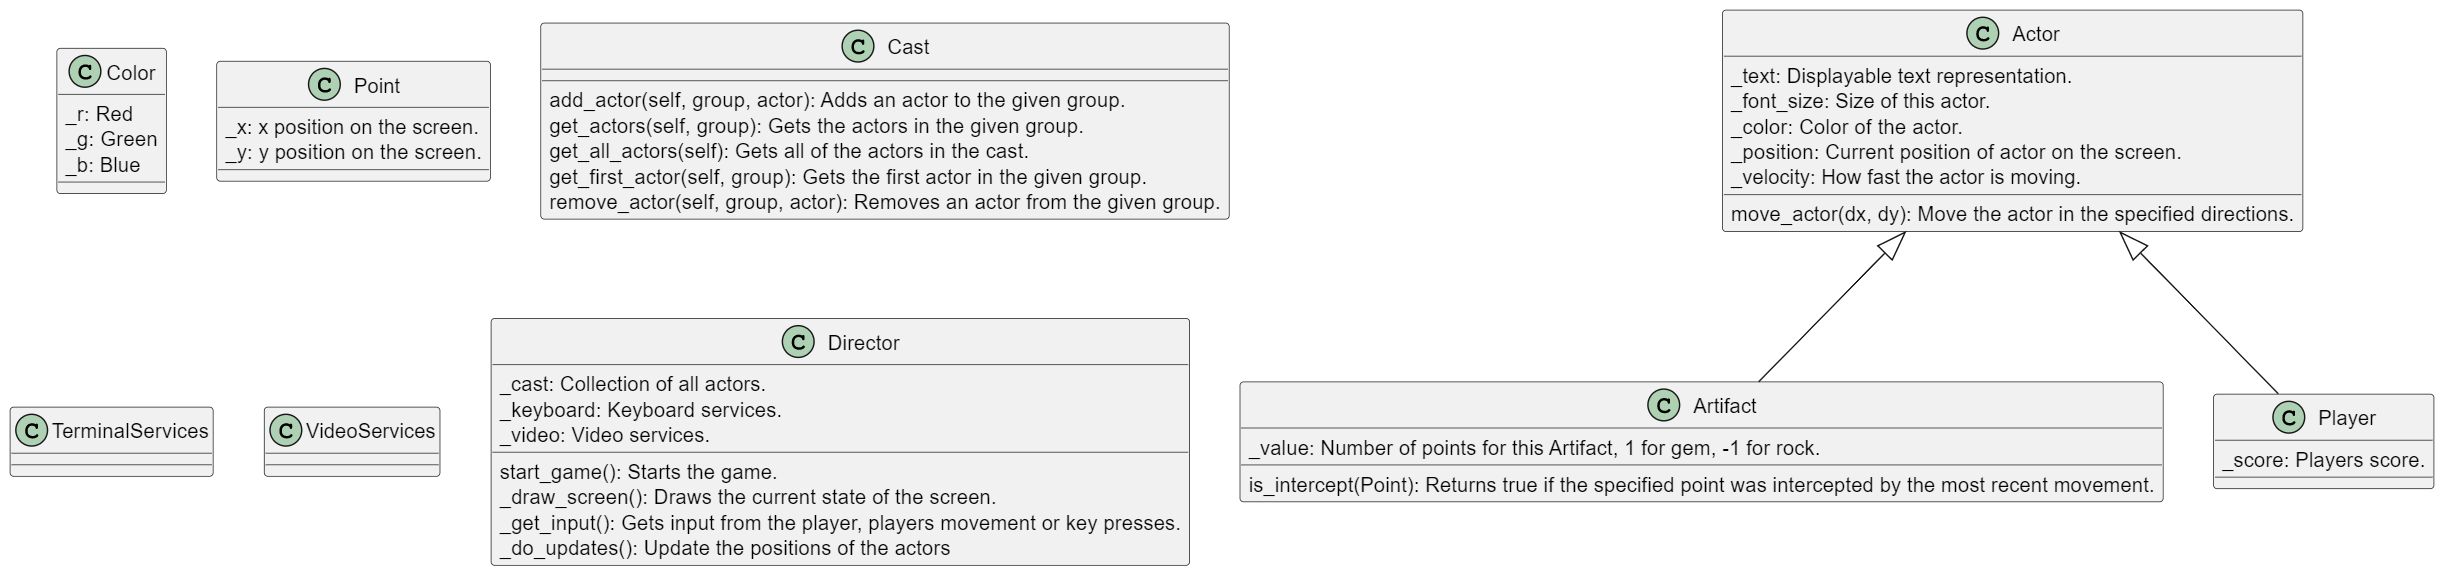 C Color
_r: Red
_g: Green
_b: Blue
C Point
_x: x position on the screen.
_y: y position on the screen.
C Cast
add_actor(self, group, actor): Adds an actor to the given group.
get_actors(self, group): Gets the actors in the given group.
get_all_actors(self): Gets all of the actors in the cast.
get_first_actor(self, group): Gets the first actor in the given group.
remove_actor(self, group, actor): Removes an actor from the given group.
C Actor
_text: Displayable text representation.
_font_size: Size of this actor.
_color: Color of the actor.
_position: Current position of actor on the screen.
_velocity: How fast the actor is moving.
move_actor(dx, dy): Move the actor in the specified directions.
C TerminalServices
C VideoServices
C Director
_cast: Collection of all actors.
_keyboard: Keyboard services.
_video: Video services.
start_game(): Starts the game.
_draw_screen(): Draws the current state of the screen.
_get_input(): Gets input from the player, players movement or key presses.
_do_updates(): Update the positions of the actors
C Artifact
_value: Number of points for this Artifact, 1 for gem, -1 for rock.
is_intercept(Point): Returns true if the specified point was intercepted by the most recent movement.
C Player
_score: Players score.